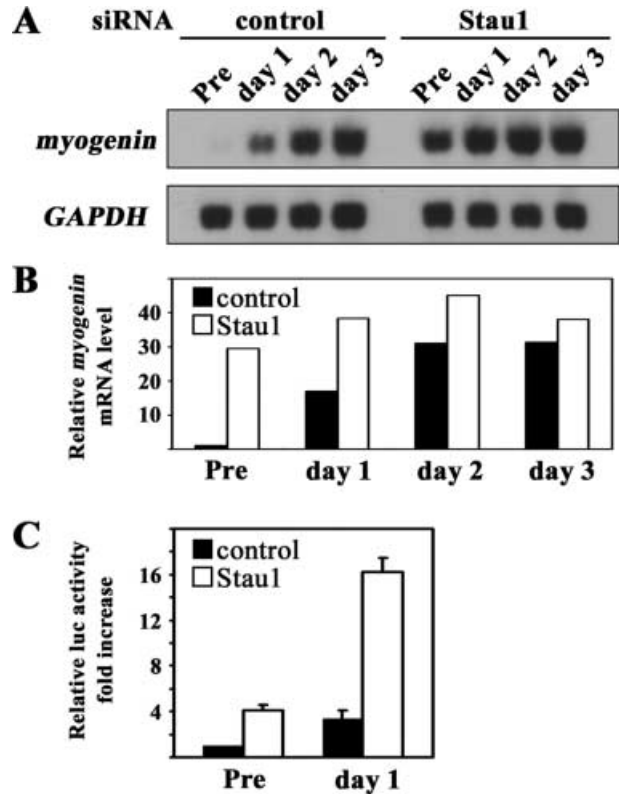 A siRNA control Stau1
Pre day 1 day 2 day 3 Pre day 1 day 2 day 3
myogenin
GAPDH
B
Relative myogenin
mRNA level
40
30
20
10
control
Stau1
Pre day 1 day 2 day 3
C
Relative luc activity
fold increase
16
12
8
4
control
Stau1
Pre day 1